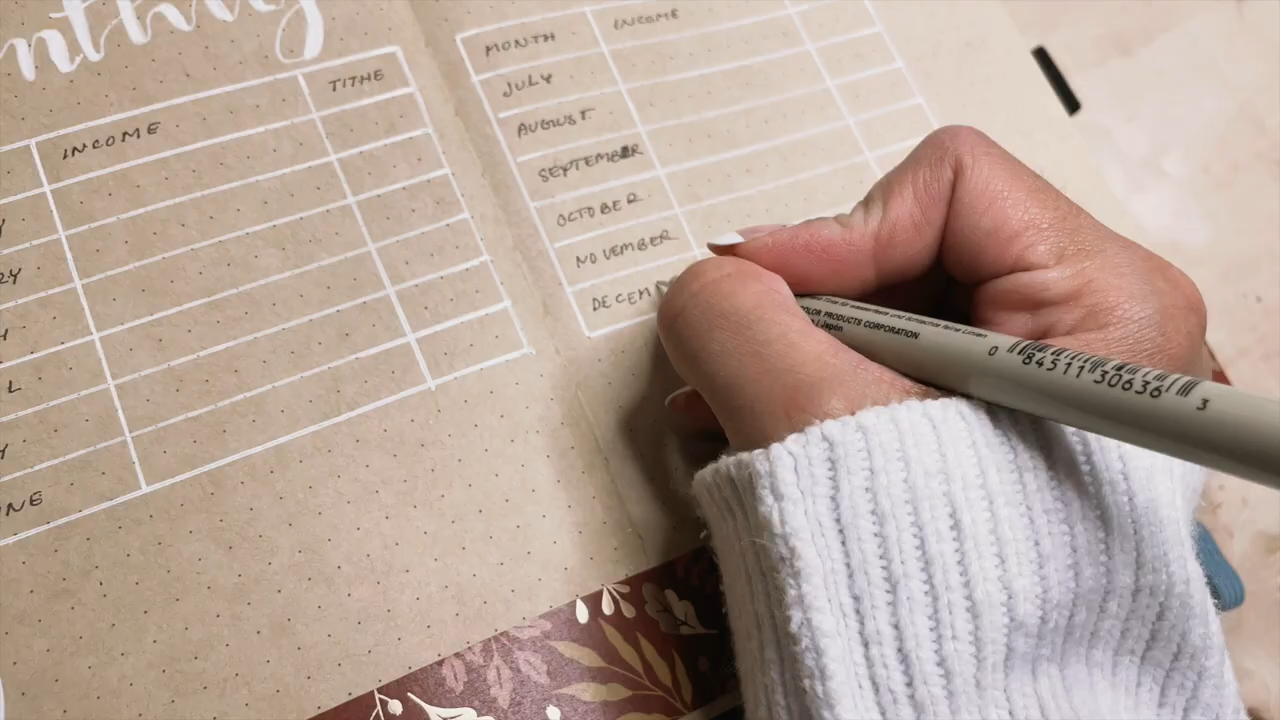 nthly
INCOME TITHE
Y
RY
H
L
Y
NE
MONTH INCOME
JULY
AUGUST
SEPTEMBER
OCTOBER
NOVEMBER
DECEM
COLOR PRODUCTS CORPORATION
Japón
0 84511 30636 3